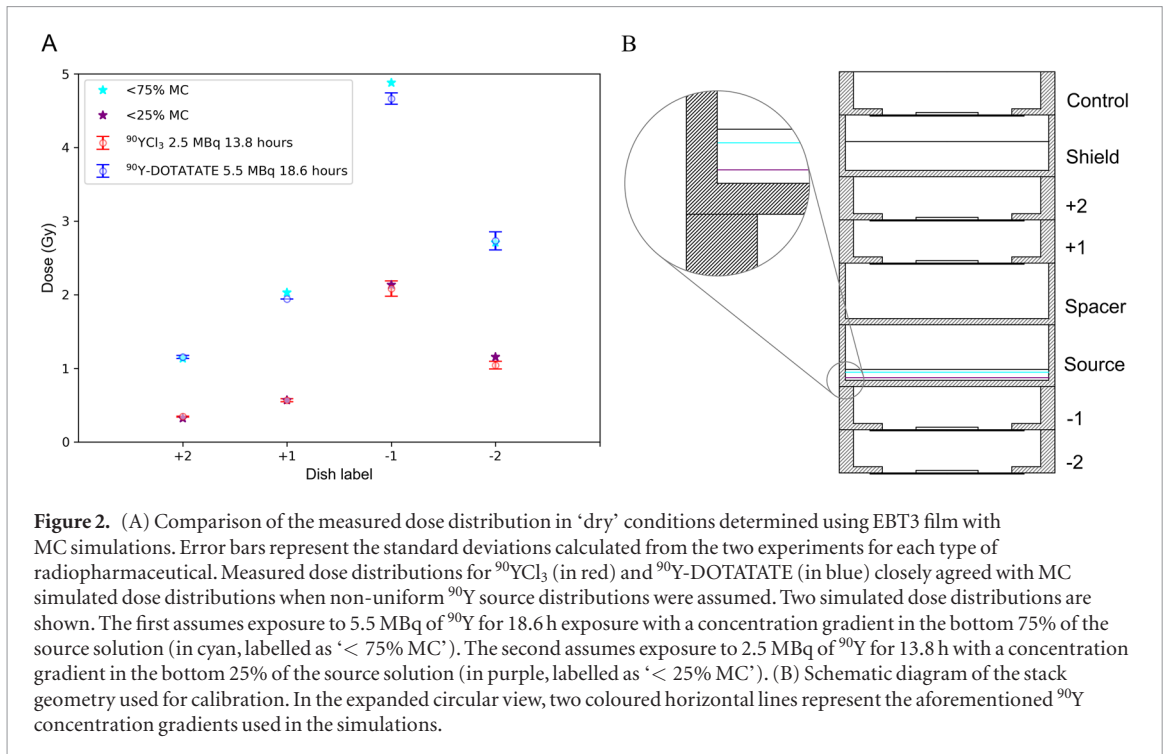 A
B
5
4
3
2
1
0
Dose (Gy)
<75% MC
<25% MC
⁹⁰YCl₃ 2.5 MBq 13.8 hours
⁹⁰Y-DOTATATE 5.5 MBq 18.6 hours
+2
+1
-1
-2
Dish label
Control
Shield
+2
+1
Spacer
Source
-1
-2
Figure 2. (A) Comparison of the measured dose distribution in ‘dry’ conditions determined using EBT3 film with
MC simulations. Error bars represent the standard deviations calculated from the two experiments for each type of
radiopharmaceutical. Measured dose distributions for ⁹⁰YCl₃ (in red) and ⁹⁰Y-DOTATATE (in blue) closely agreed with MC
simulated dose distributions when non-uniform ⁹⁰Y source distributions were assumed. Two simulated dose distributions are
shown. The first assumes exposure to 5.5 MBq of ⁹⁰Y for 18.6 h exposure with a concentration gradient in the bottom 75% of the
source solution (in cyan, labelled as ‘< 75% MC’). The second assumes exposure to 2.5 MBq of ⁹⁰Y for 13.8 h with a concentration
gradient in the bottom 25% of the source solution (in purple, labelled as ‘< 25% MC’). (B) Schematic diagram of the stack
geometry used for calibration. In the expanded circular view, two coloured horizontal lines represent the aforementioned ⁹⁰Y
concentration gradients used in the simulations.